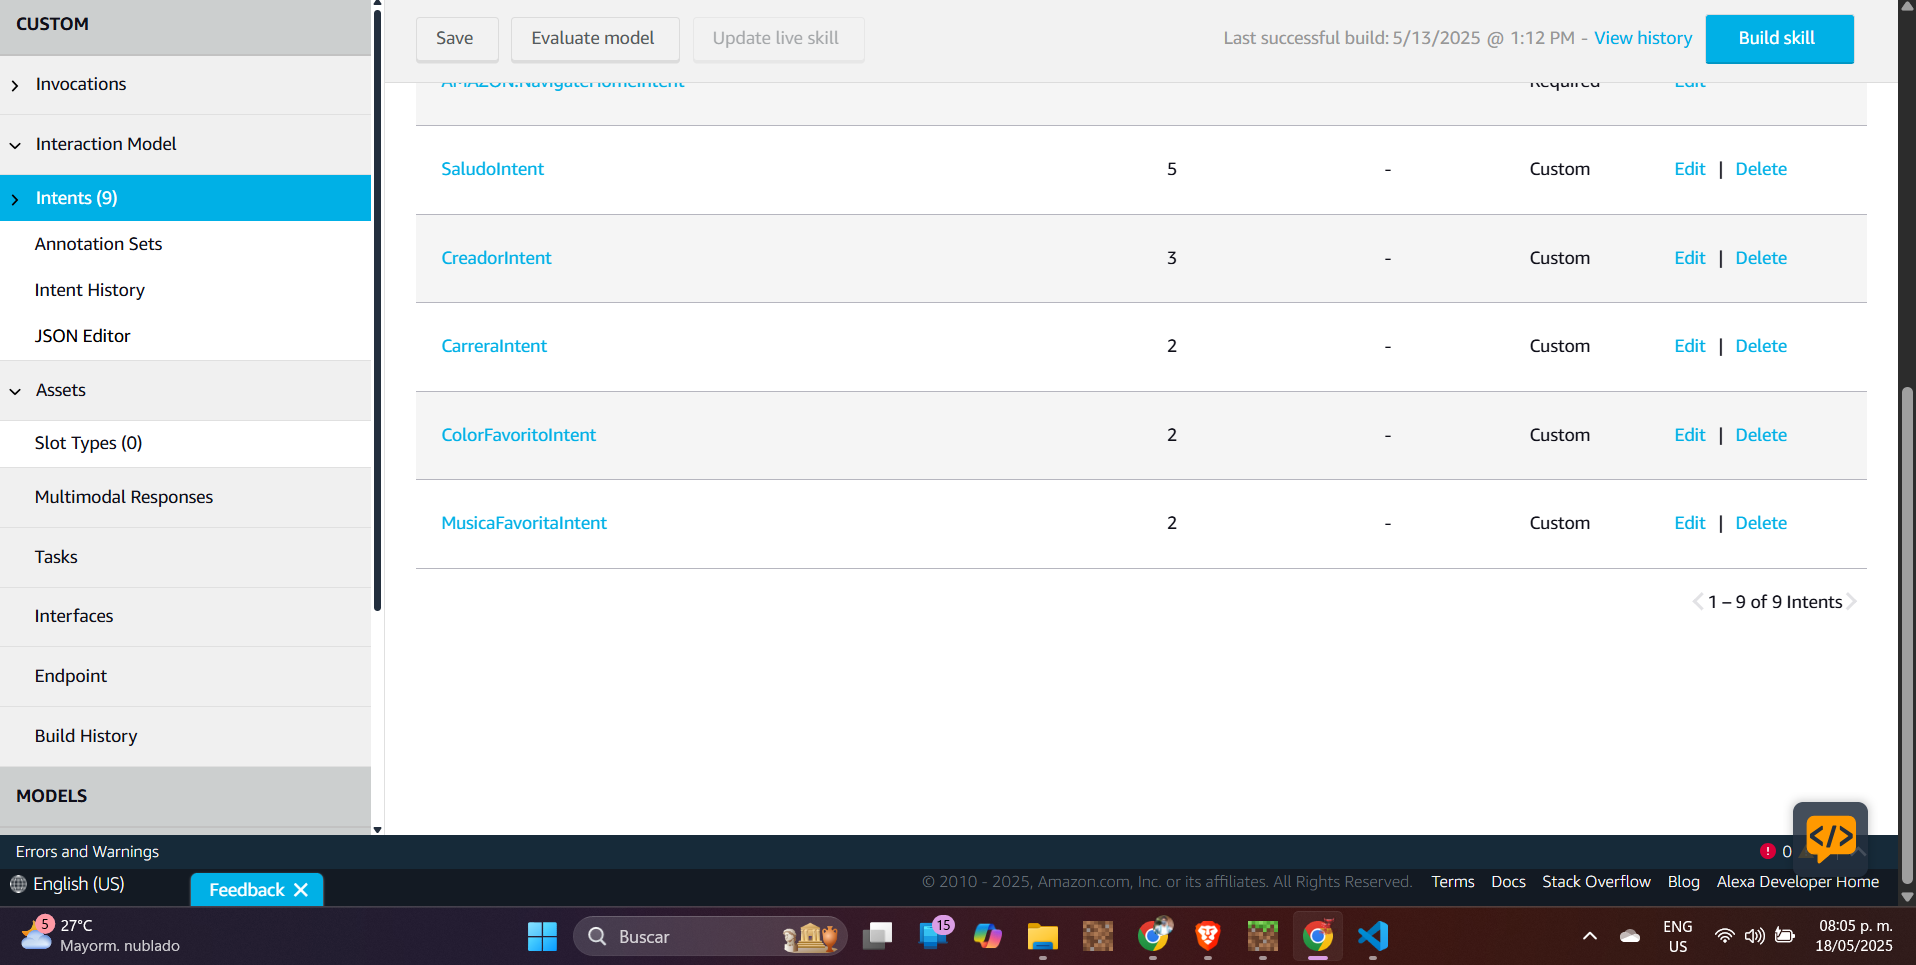 CUSTOM
Save
Evaluate model
Update live skill
Last successful build: 5/13/2025 @ 1:12 PM - View history
Build skill
Invocations
AMAZON.NavigateHomeIntent
Required
Edit
Interaction Model
SaludoIntent
5
-
Custom
Edit | Delete
Intents (9)
Annotation Sets
CreadorIntent
3
-
Custom
Edit | Delete
Intent History
JSON Editor
CarreraIntent
2
-
Custom
Edit | Delete
Assets
Slot Types (0)
ColorFavoritoIntent
2
-
Custom
Edit | Delete
Multimodal Responses
MusicaFavoritaIntent
2
-
Custom
Edit | Delete
Tasks
Interfaces
1 – 9 of 9 Intents
Endpoint
Build History
MODELS
Errors and Warnings
0
English (US)
Feedback
© 2010 - 2025, Amazon.com, Inc. or its affiliates. All Rights Reserved.
Terms
Docs
Stack Overflow
Blog
Alexa Developer Home
5
27°C
Mayorm. nublado
Buscar
15
ENG
US
08:05 p. m.
18/05/2025